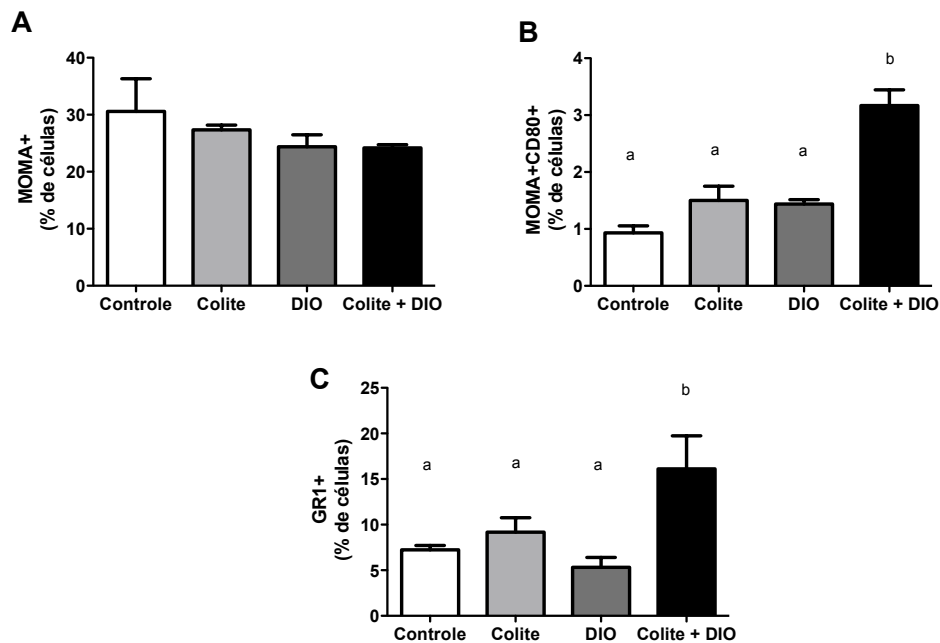 A
MOMA+
(% de células)
40
30
20
10
0
Controle Colite DIO Colite + DIO
B
MOMA+CD80+
(% de células)
4
3
2
1
0
a a a b
Controle Colite DIO Colite + DIO
C
GR1+
(% de células)
25
20
15
10
5
0
a a a b
Controle Colite DIO Colite + DIO